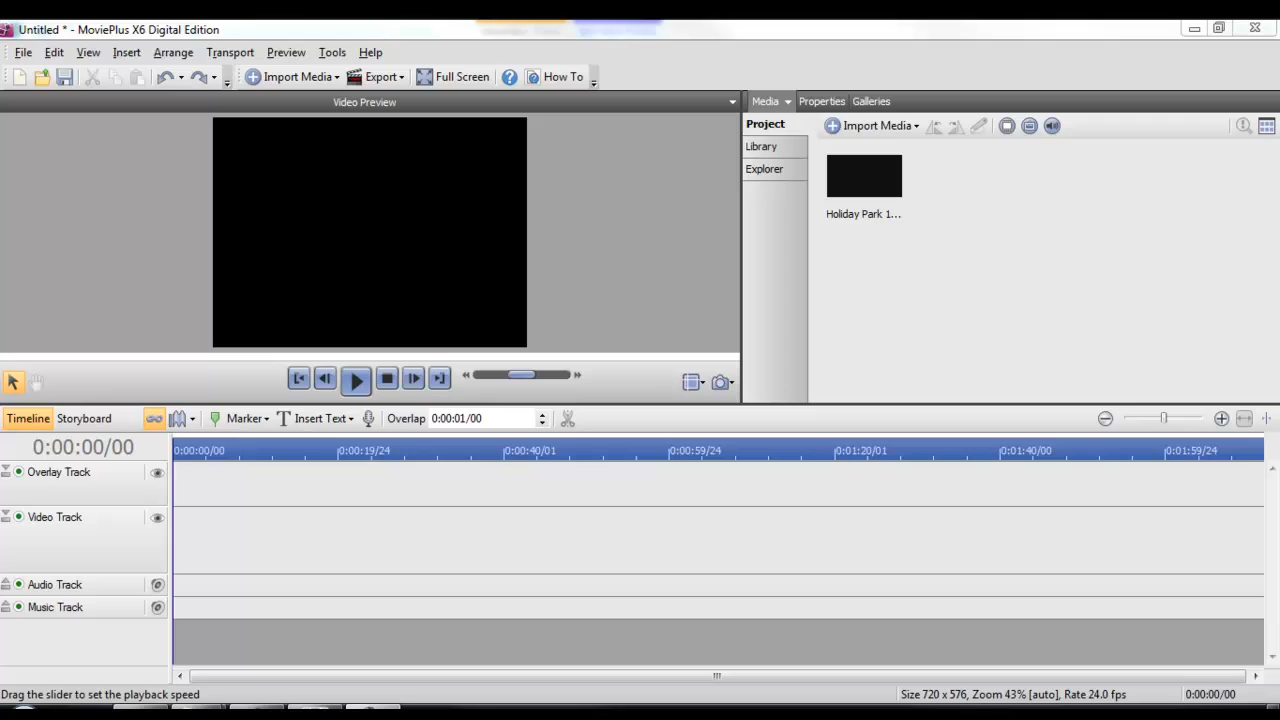 Untitled * - MoviePlus X6 Digital Edition
File Edit View Insert Arrange Transport Preview Tools Help
Import Media Export Full Screen How To
Video Preview
Media Properties Galleries
Project
Import Media
Library
Explorer
Holiday Park 1...
Timeline Storyboard Marker Insert Text Overlap 0:00:01/00
0:00:00/00
0:00:00/00 0:00:19/24 0:00:40/01 0:00:59/24 0:01:20/01 0:01:40/00 0:01:59/24
Overlay Track
Video Track
Audio Track
Music Track
Drag the slider to set the playback speed
Size 720 x 576, Zoom 43% [auto], Rate 24.0 fps 0:00:00/00